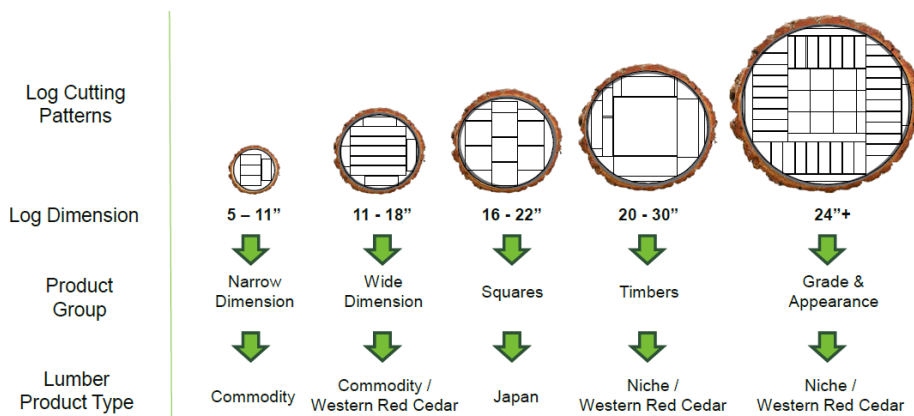 Log Cutting
Patterns
Log Dimension
5 – 11”
11 - 18”
16 - 22”
20 - 30”
24”+
Product
Group
Narrow
Dimension
Wide
Dimension
Squares
Timbers
Grade &
Appearance
Lumber
Product Type
Commodity
Commodity /
Western Red Cedar
Japan
Niche /
Western Red Cedar
Niche /
Western Red Cedar